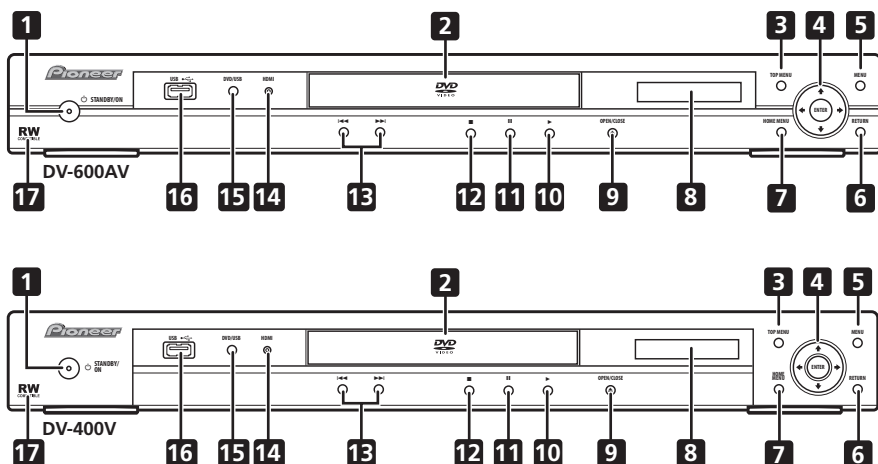 1 2 3 4 5
Pioneer
USB DVD/USB HDMI
DVD
VIDEO
TOP MENU MENU
STANDBY/ON
ENTER
RW
COMPATIBLE
OPEN/CLOSE
HOME MENU RETURN
DV-600AV
17 16 15 14 13 12 11 10 9 8 7 6
1 2 3 4 5
Pioneer
USB DVD/USB HDMI
DVD
VIDEO
TOP MENU MENU
STANDBY/
ON
ENTER
RW
COMPATIBLE
OPEN/CLOSE
HOME
MENU
RETURN
DV-400V
17 16 15 14 13 12 11 10 9 8 7 6